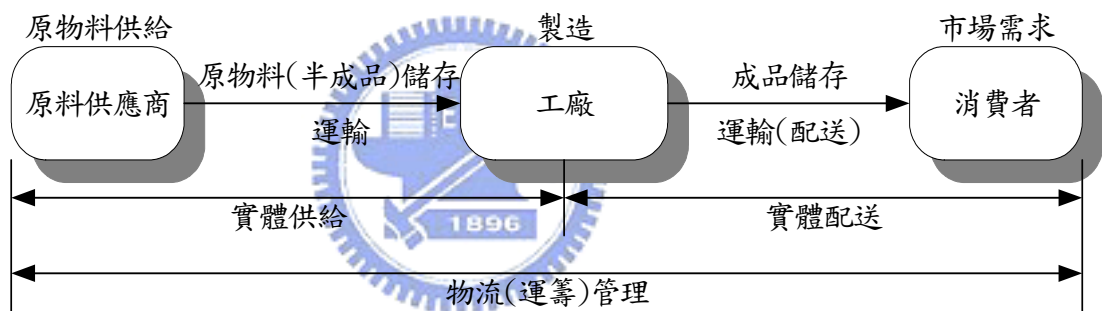 原物料供給
製造
市場需求
原料供應商
原物料(半成品)儲存
運輸
工廠
成品儲存
運輸(配送)
消費者
實體供給
實體配送
1896
物流(運籌)管理